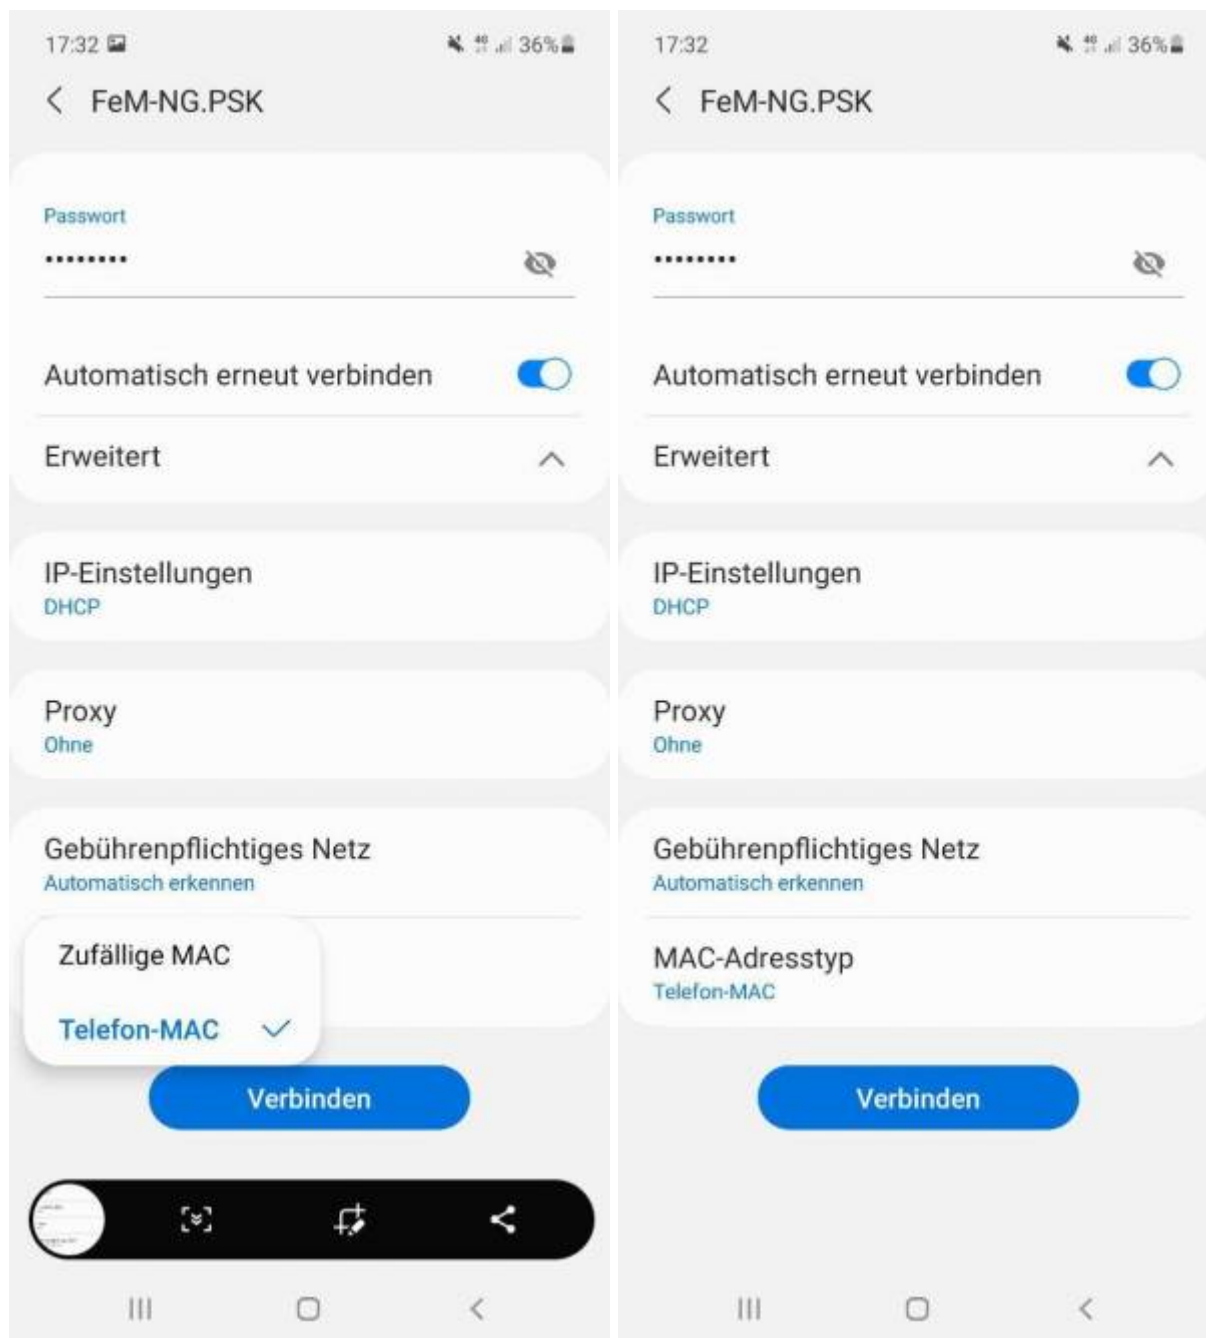 17:32
36%
FeM-NG.PSK
Passwort
••••••••
Automatisch erneut verbinden
Erweitert
IP-Einstellungen
DHCP
Proxy
Ohne
Gebührenpflichtiges Netz
Automatisch erkennen
Zufällige MAC
Telefon-MAC
Verbinden
17:32
36%
FeM-NG.PSK
Passwort
••••••••
Automatisch erneut verbinden
Erweitert
IP-Einstellungen
DHCP
Proxy
Ohne
Gebührenpflichtiges Netz
Automatisch erkennen
MAC-Adresstyp
Telefon-MAC
Verbinden